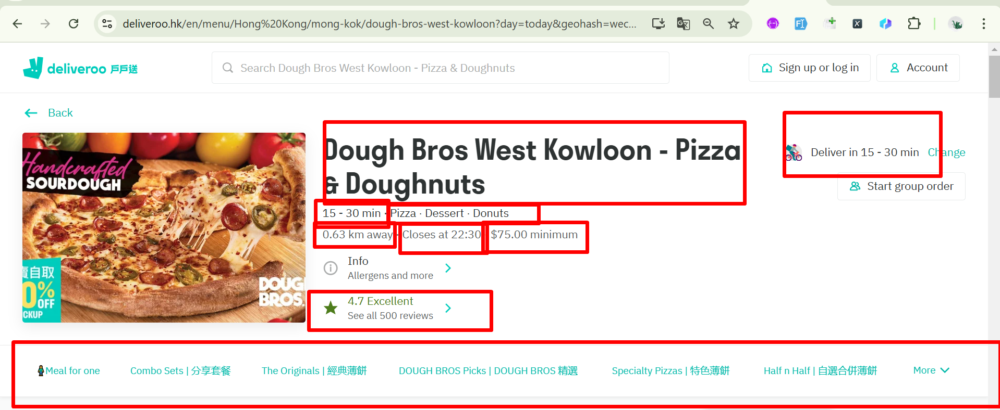 deliveroo.hk/en/menu/Hong%20Kong/mong-kok/dough-bros-west-kowloon?day=today&geohash=wec...
deliveroo 戶戶送
Search Dough Bros West Kowloon - Pizza & Doughnuts
Sign up or log in
Account
Back
Handcrafted
SOURDOUGH
賣自取
0%
OFF
CKUP
DOUG
BROS.
Dough Bros West Kowloon - Pizza
& Doughnuts
Deliver in 15 - 30 min Change
Start group order
15 - 30 min · Pizza · Dessert · Donuts
0.63 km away · Closes at 22:30 $75.00 minimum
Info
Allergens and more
4.7 Excellent
See all 500 reviews
Meal for one
Combo Sets | 分享套餐
The Originals | 經典薄餅
DOUGH BROS Picks | DOUGH BROS 精選
Specialty Pizzas | 特色薄餅
Half n Half | 自選合併薄餅
More